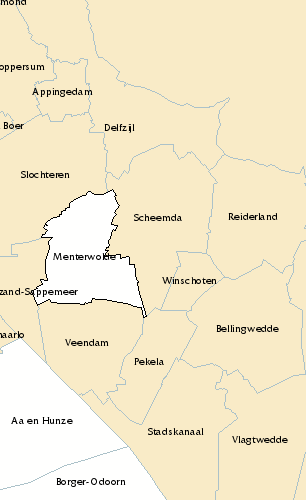 mond
oppersum
Appingedam
Boer
Delfzijl
Slochteren
Scheemda
Reiderland
Menterwolde
Winschoten
zand-Sappemeer
Bellingwedde
naarlo
Veendam
Pekela
Aa en Hunze
Stadskanaal
Vlagtwedde
Borger-Odoorn